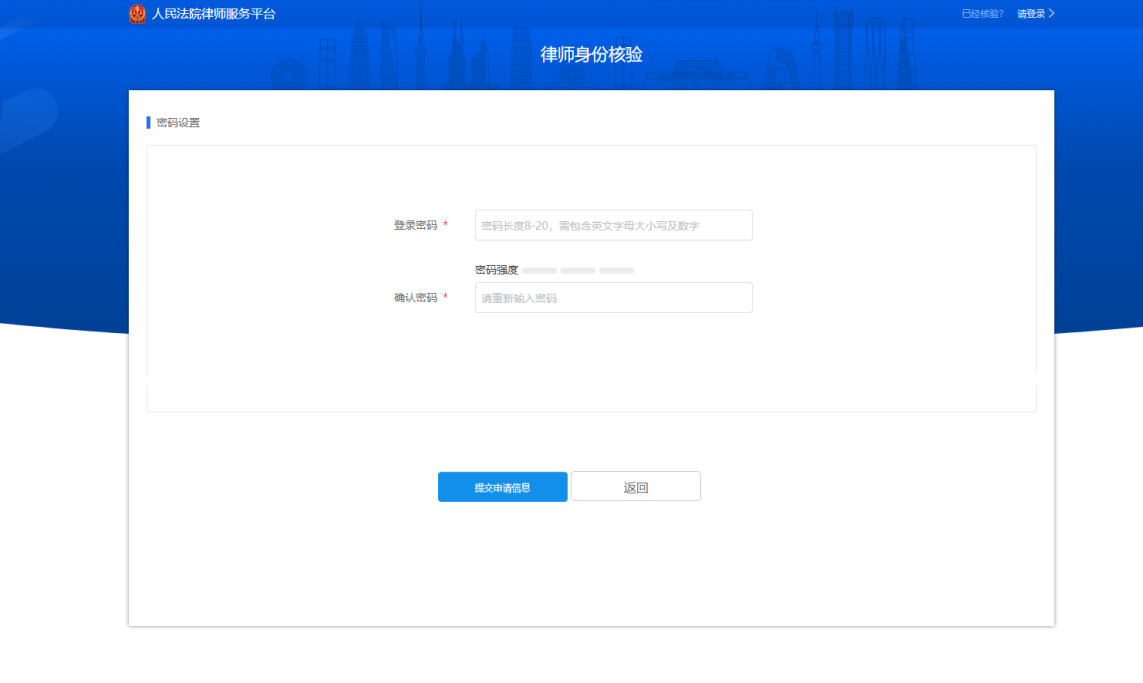 人民法院律师服务平台
已经核验? 请登录 >
律师身份核验
密码设置
登录密码 *
密码长度8-20，需包含英文字母大小写及数字
密码强度
确认密码 *
请重新输入密码
提交申请信息
返回